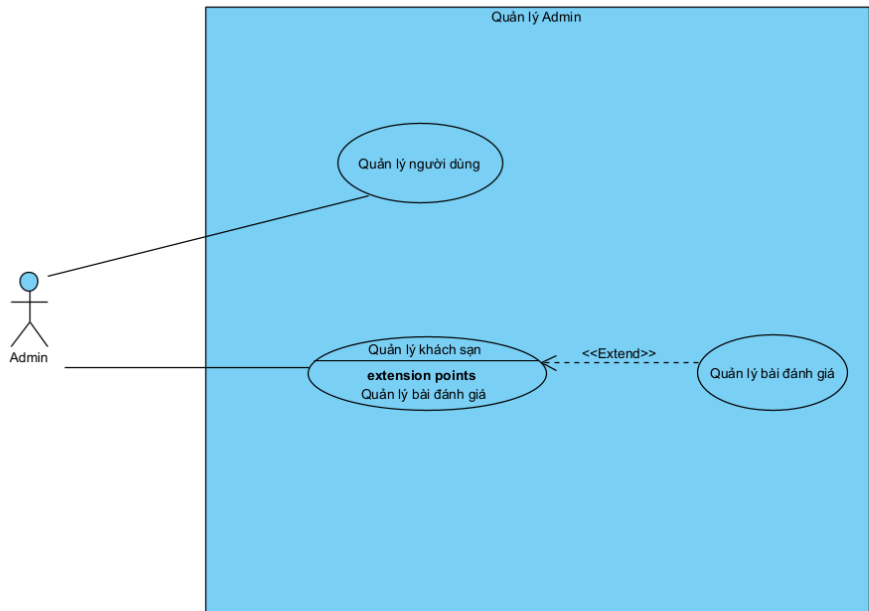 Quản lý Admin
Quản lý người dùng
Admin
Quản lý khách sạn
extension points
Quản lý bài đánh giá
<<Extend>>
Quản lý bài đánh giá